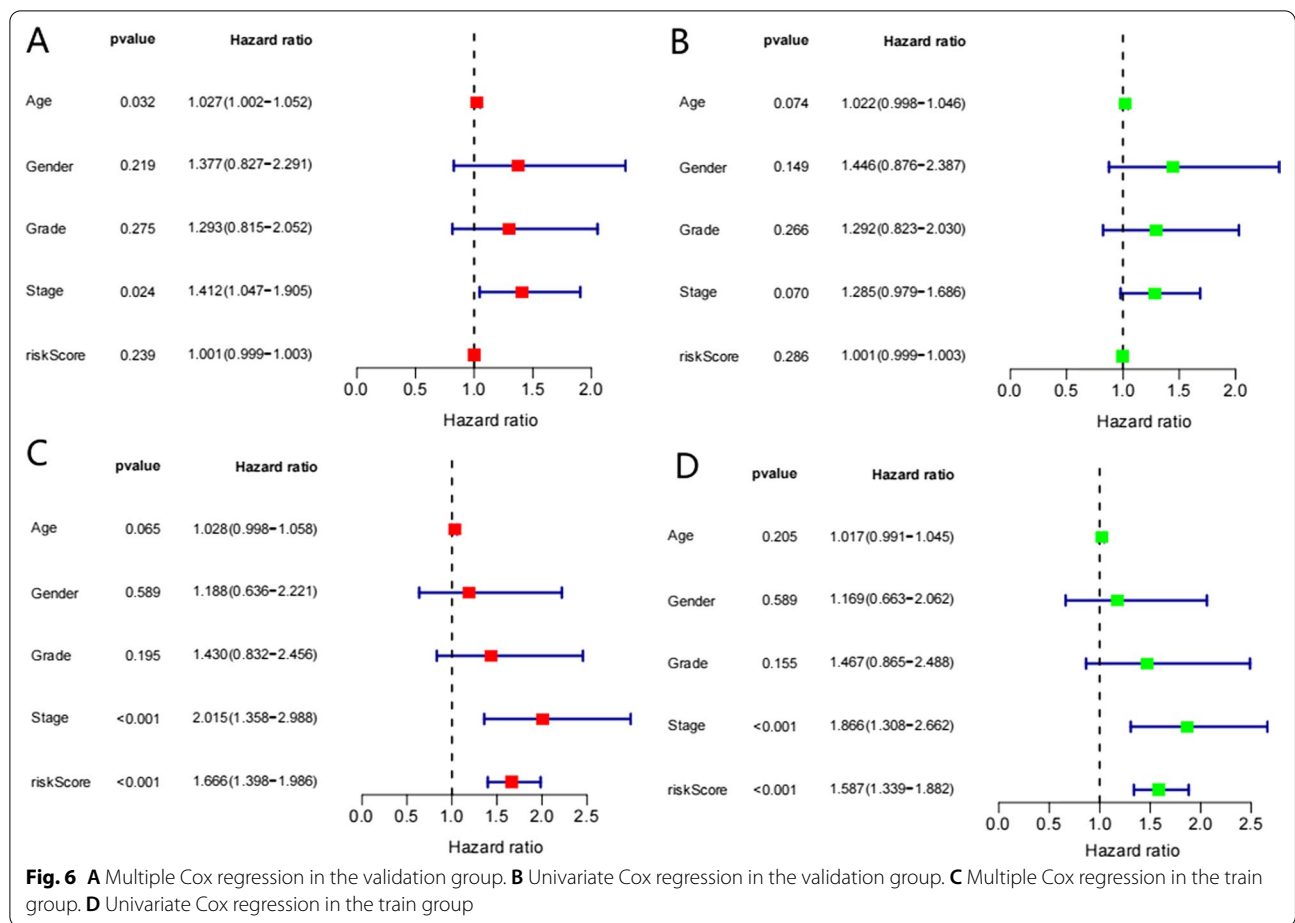 A
pvalue Hazard ratio
Age 0.032 1.027(1.002−1.052)
Gender 0.219 1.377(0.827−2.291)
Grade 0.275 1.293(0.815−2.052)
Stage 0.024 1.412(1.047−1.905)
riskScore 0.239 1.001(0.999−1.003)
0.0 0.5 1.0 1.5 2.0
Hazard ratio
B
pvalue Hazard ratio
Age 0.074 1.022(0.998−1.046)
Gender 0.149 1.446(0.876−2.387)
Grade 0.266 1.292(0.823−2.030)
Stage 0.070 1.285(0.979−1.686)
riskScore 0.286 1.001(0.999−1.003)
0.0 0.5 1.0 1.5 2.0
Hazard ratio
C
pvalue Hazard ratio
Age 0.065 1.028(0.998−1.058)
Gender 0.589 1.188(0.636−2.221)
Grade 0.195 1.430(0.832−2.456)
Stage <0.001 2.015(1.358−2.988)
riskScore <0.001 1.666(1.398−1.986)
0.0 0.5 1.0 1.5 2.0 2.5
Hazard ratio
D
pvalue Hazard ratio
Age 0.205 1.017(0.991−1.045)
Gender 0.589 1.169(0.663−2.062)
Grade 0.155 1.467(0.865−2.488)
Stage <0.001 1.866(1.308−2.662)
riskScore <0.001 1.587(1.339−1.882)
0.0 0.5 1.0 1.5 2.0 2.5
Hazard ratio
Fig. 6 A Multiple Cox regression in the validation group. B Univariate Cox regression in the validation group. C Multiple Cox regression in the train
group. D Univariate Cox regression in the train group